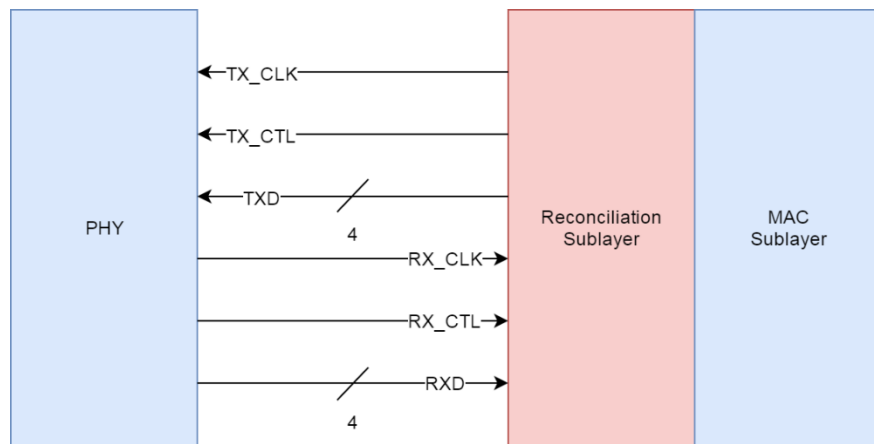 TX_CLK
TX_CTL
TXD
4
PHY
RX_CLK
RX_CTL
RXD
4
Reconciliation
Sublayer
MAC
Sublayer